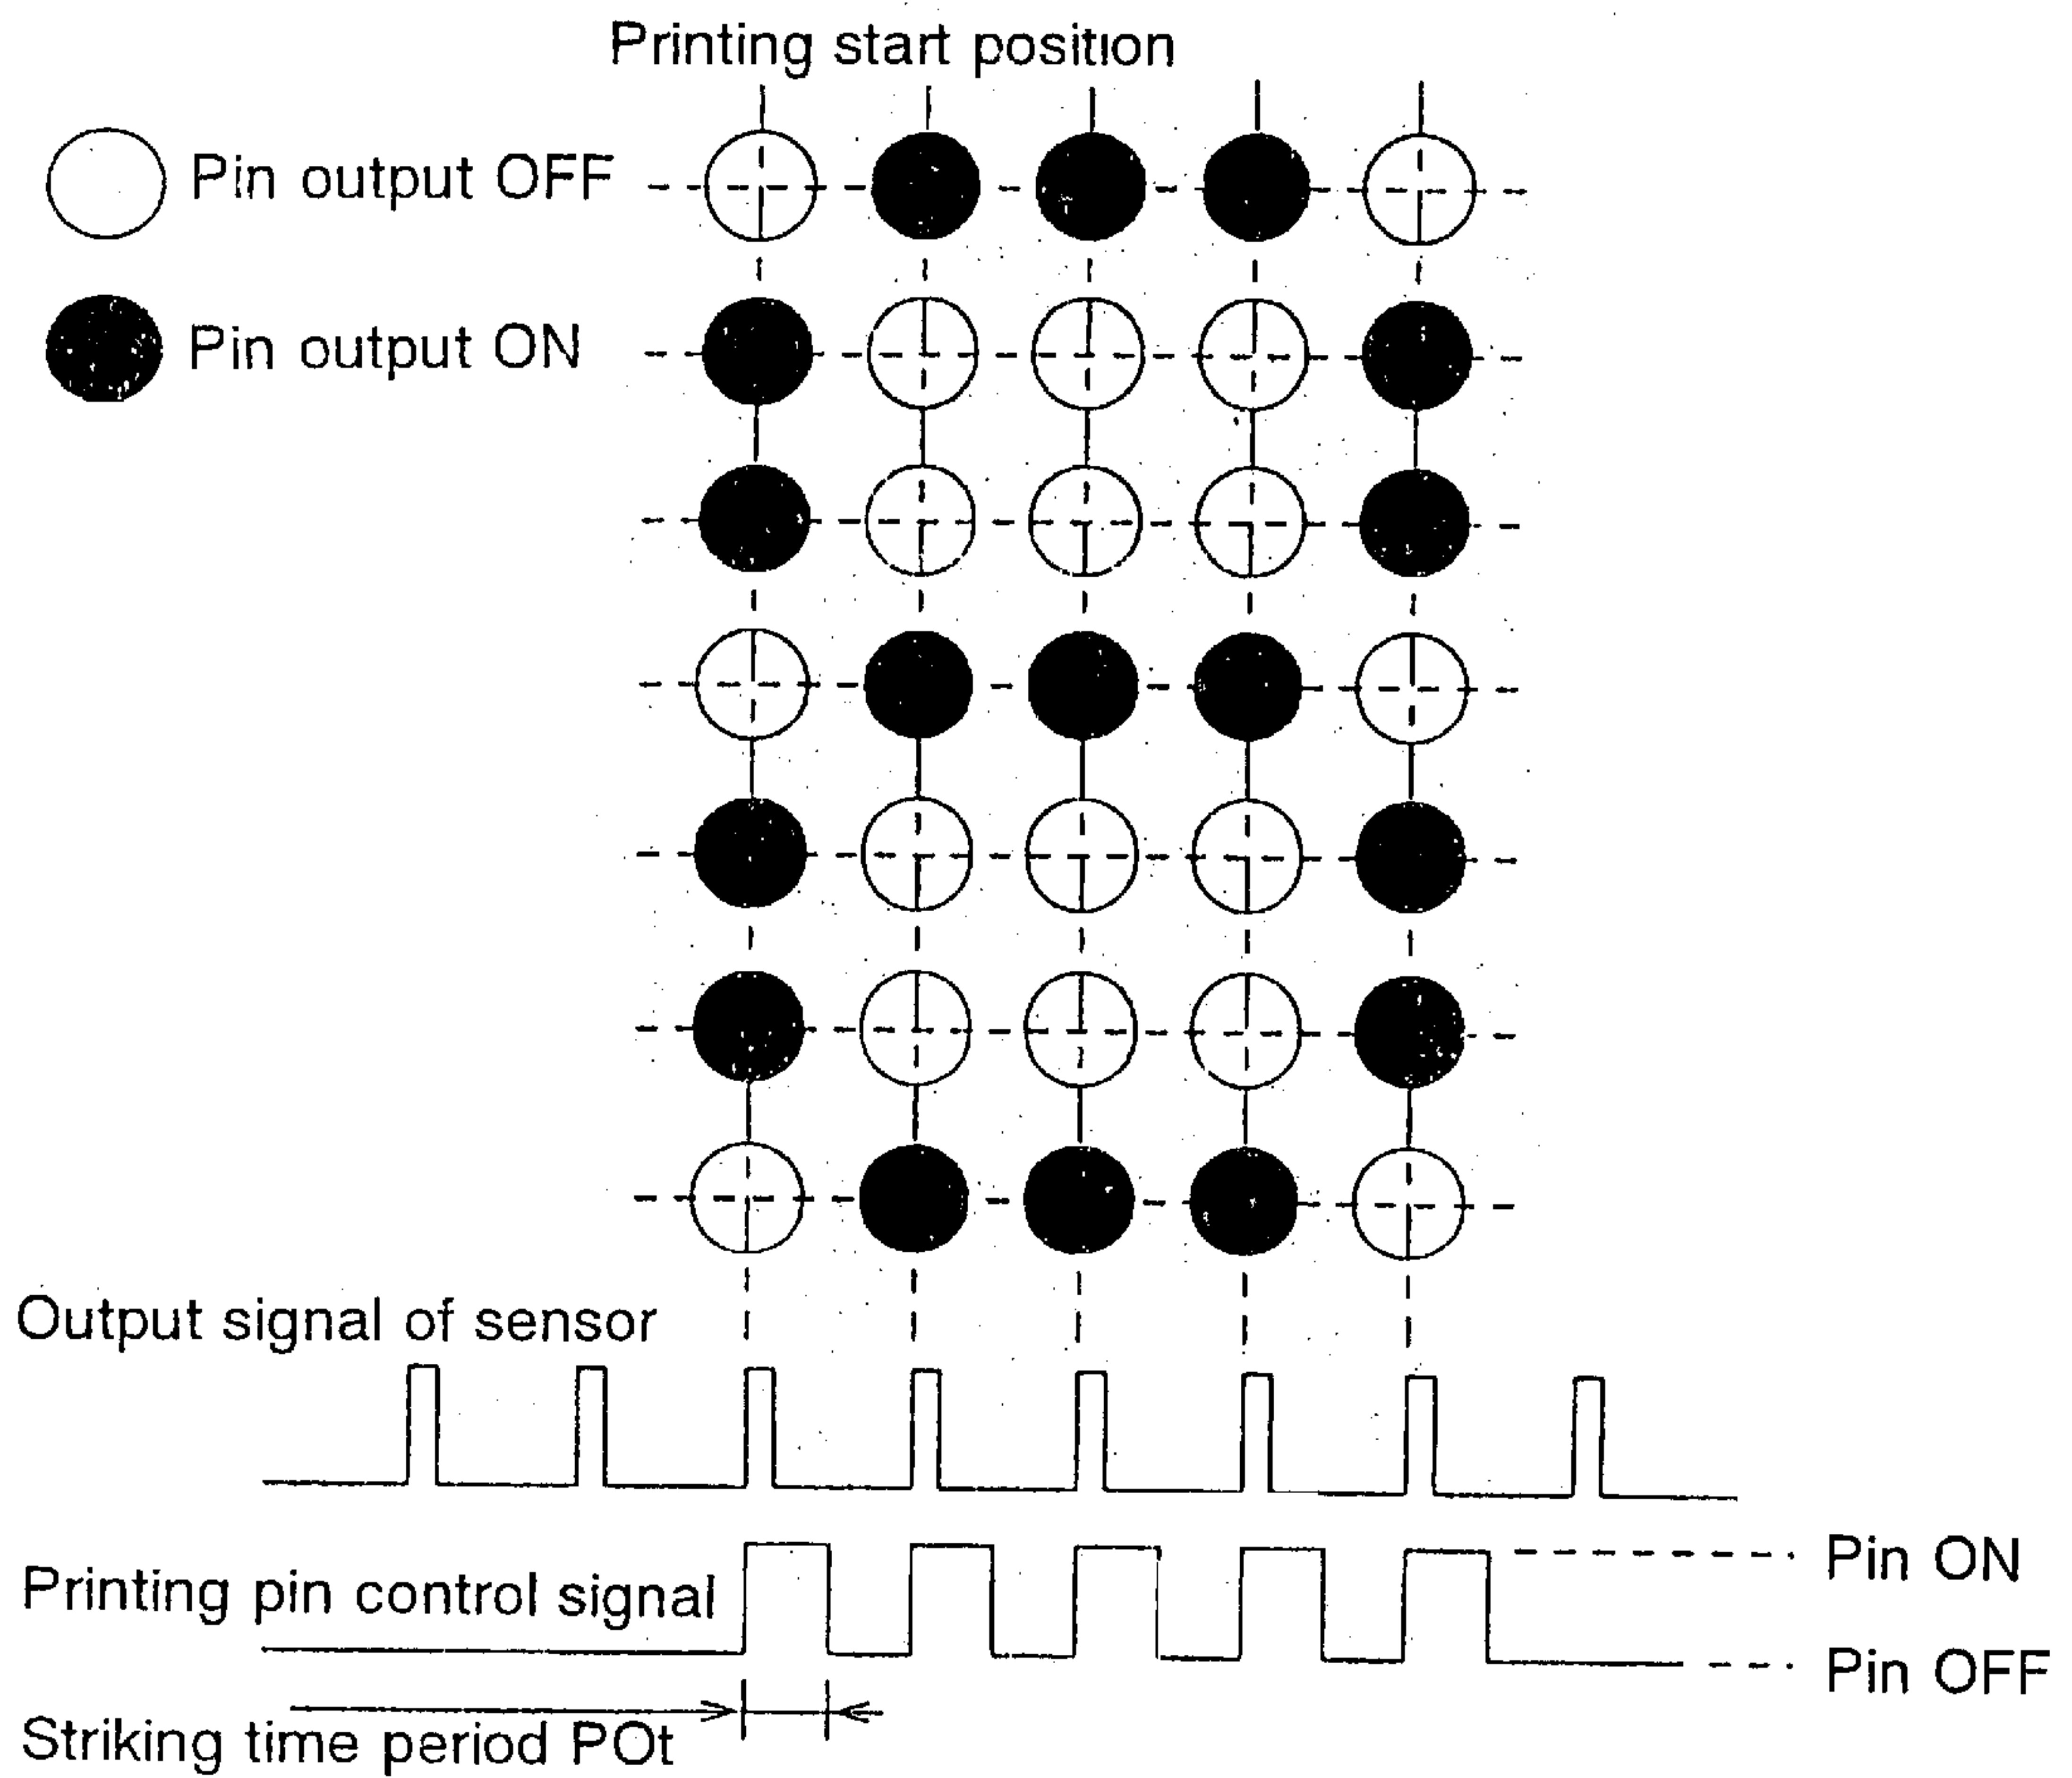 Printing start position
Pin output OFF
Pin output ON
Output signal of sensor
Printing pin control signal
Pin ON
Pin OFF
Striking time period POt